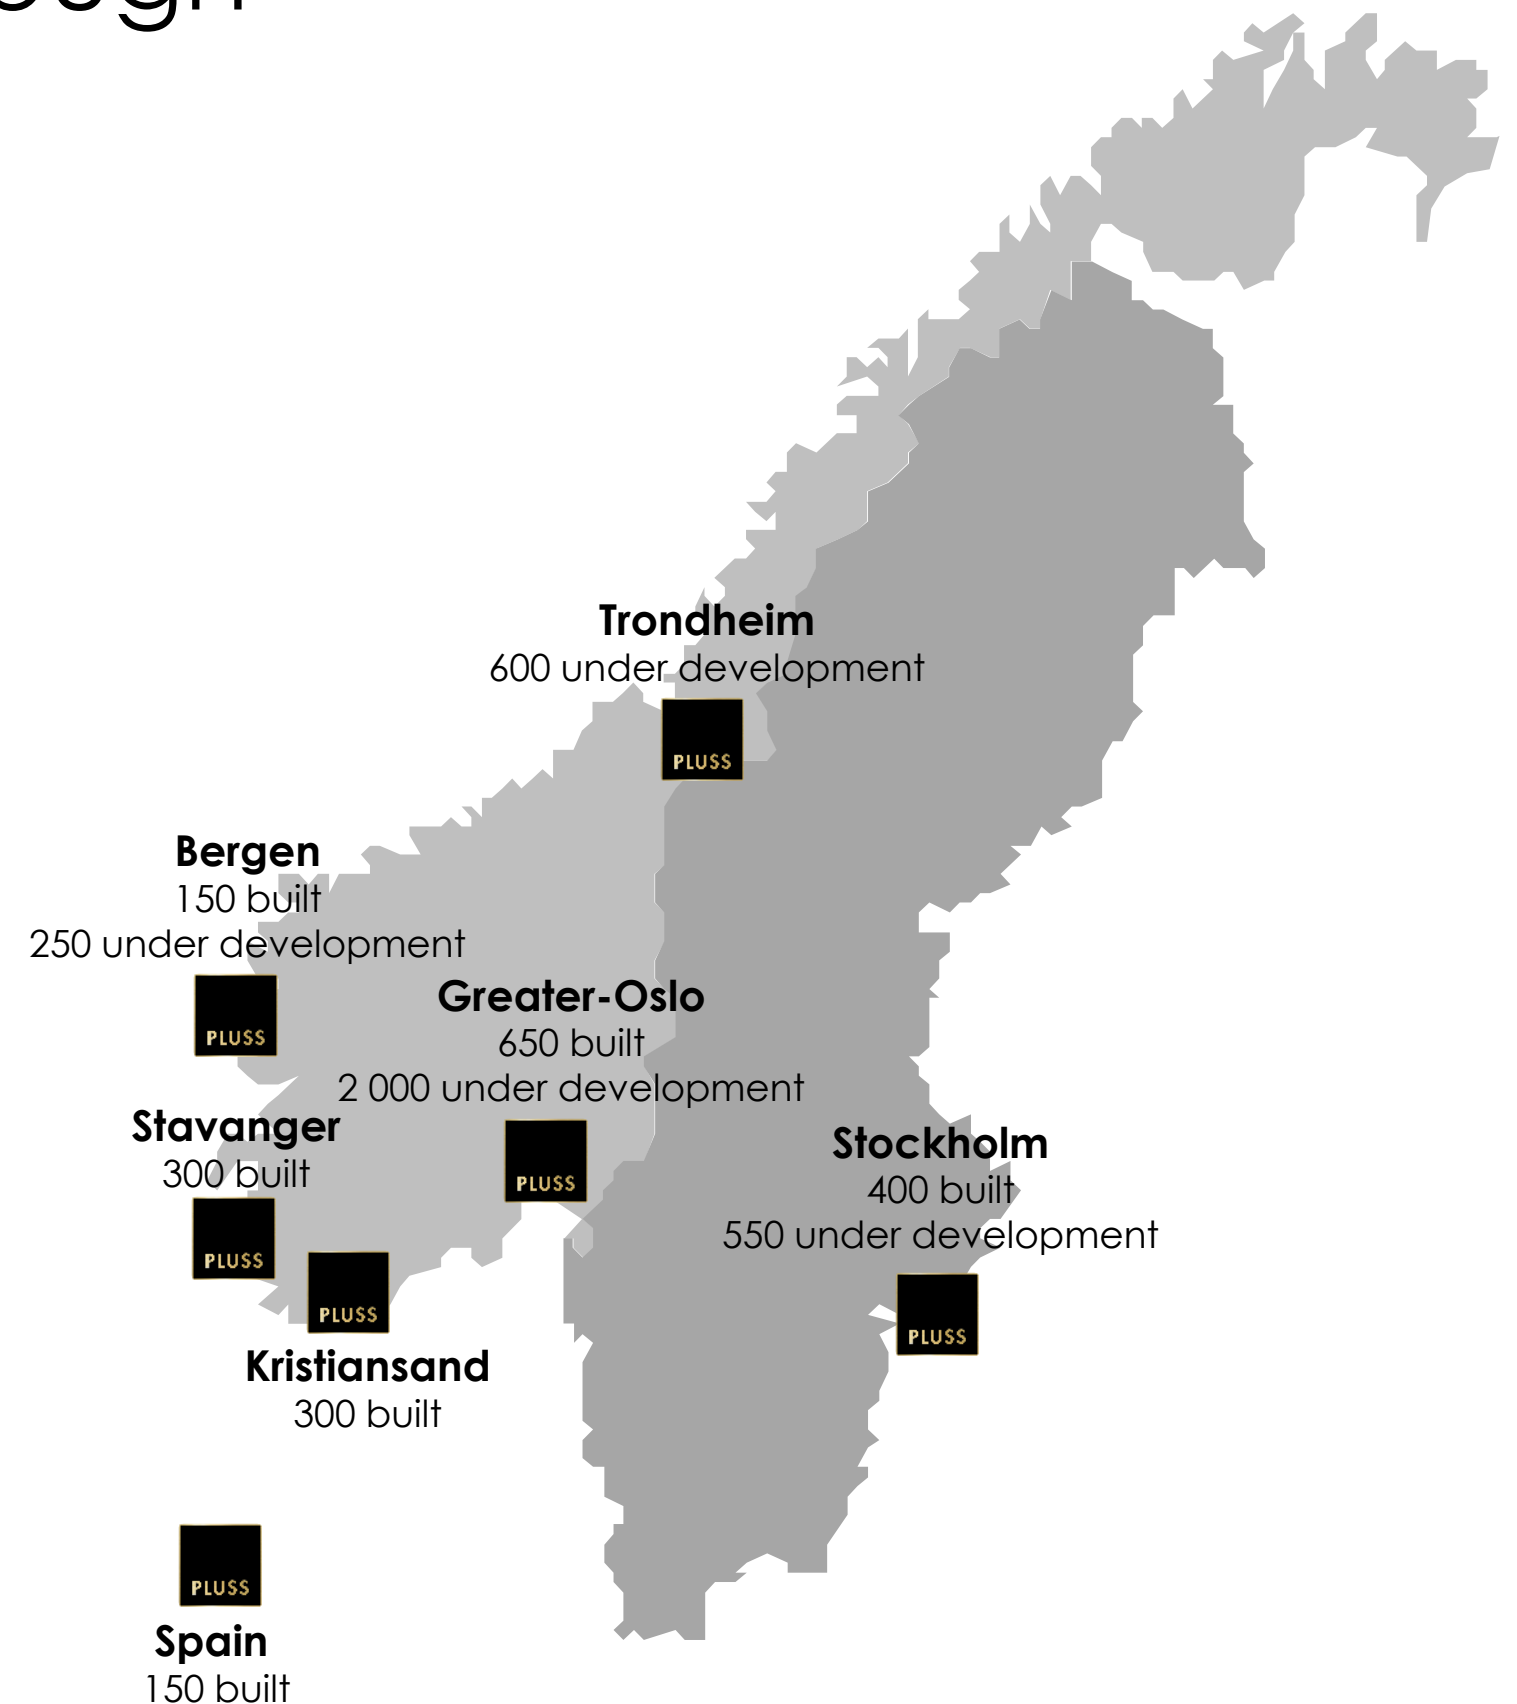 Trondheim
600 under development
PLUSS
Bergen
150 built
250 under development
PLUSS
Greater-Oslo
650 built
2 000 under development
PLUSS
Stavanger
300 built
PLUSS
Stockholm
400 built
550 under development
PLUSS
PLUSS
Kristiansand
300 built
PLUSS
Spain
150 built